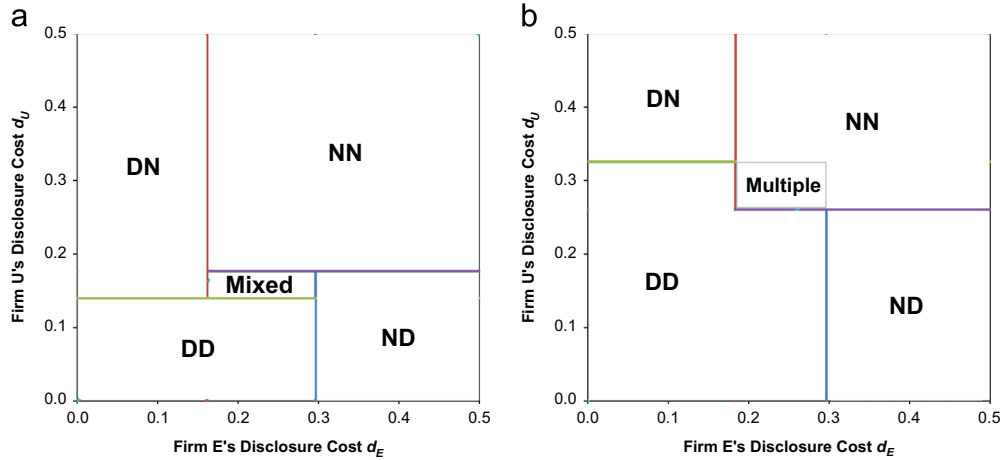 a
0.5
0.4
0.3
0.2
0.1
0.0
Firm U's Disclosure Cost d_U
DN
NN
Mixed
DD
ND
0.0 0.1 0.2 0.3 0.4 0.5
Firm E's Disclosure Cost d_E
b
0.5
0.4
0.3
0.2
0.1
0.0
Firm U's Disclosure Cost d_U
DN
NN
Multiple
DD
ND
0.0 0.1 0.2 0.3 0.4 0.5
Firm E's Disclosure Cost d_E